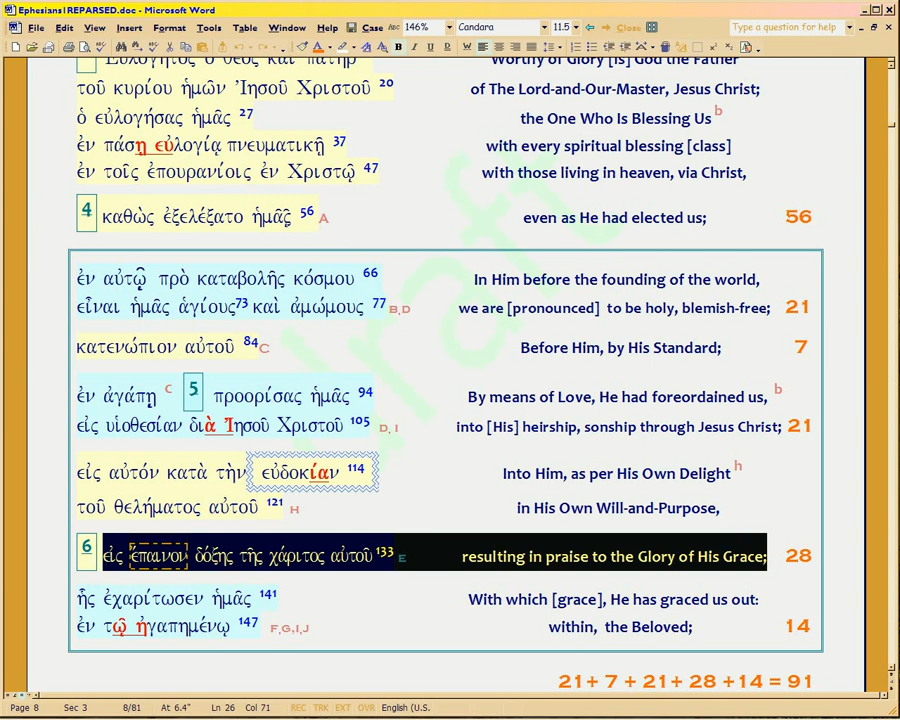 Ephesians1REPARSED.doc - Microsoft Word
File Edit View Insert Format Tools Table Window Help Case 146% Candara 11.5 Close Type a question for help
Εὐλογητὸς ὁ θεὸς καὶ πατὴρ Worthy of Glory [is] God the Father
τοῦ κυρίου ἡμῶν Ἰησοῦ Χριστοῦ 20 of The Lord-and-Our-Master, Jesus Christ;
ὁ εὐλογήσας ἡμᾶς 27 the One Who Is Blessing Us b
ἐν πάσῃ εὐλογίᾳ πνευματικῇ 37 with every spiritual blessing [class]
ἐν τοῖς ἐπουρανίοις ἐν Χριστῷ 47 with those living in heaven, via Christ,
4 καθὼς ἐξελέξατο ἡμᾶς 56 A even as He had elected us; 56
ἐν αὐτῷ πρὸ καταβολῆς κόσμου 66 In Him before the founding of the world,
εἶναι ἡμᾶς ἁγίους73 καὶ ἀμώμους 77 B,D we are [pronounced] to be holy, blemish-free; 21
κατενώπιον αὐτοῦ 84C Before Him, by His Standard; 7
ἐν ἀγάπῃ C 5 προορίσας ἡμᾶς 94 By means of Love, He had foreordained us, b
εἰς υἱοθεσίαν διὰ Ἰησοῦ Χριστοῦ 105 D, I into [His] heirship, sonship through Jesus Christ; 21
εἰς αὐτόν κατὰ τὴν εὐδοκίαν 114 Into Him, as per His Own Delight h
τοῦ θελήματος αὐτοῦ 121 H in His Own Will-and-Purpose,
6 εἰς ἔπαινον δόξης τῆς χάριτος αὐτοῦ 133 E resulting in praise to the Glory of His Grace; 28
ἧς ἐχαρίτωσεν ἡμᾶς 141 With which [grace], He has graced us out:
ἐν τῷ ἠγαπημένῳ 147 F,G,I,J within, the Beloved; 14
21+ 7 + 21+ 28 +14 = 91
draft
Page 8 Sec 3 8/81 At 6.4" Ln 26 Col 71 REC TRK EXT OVR English (U.S.